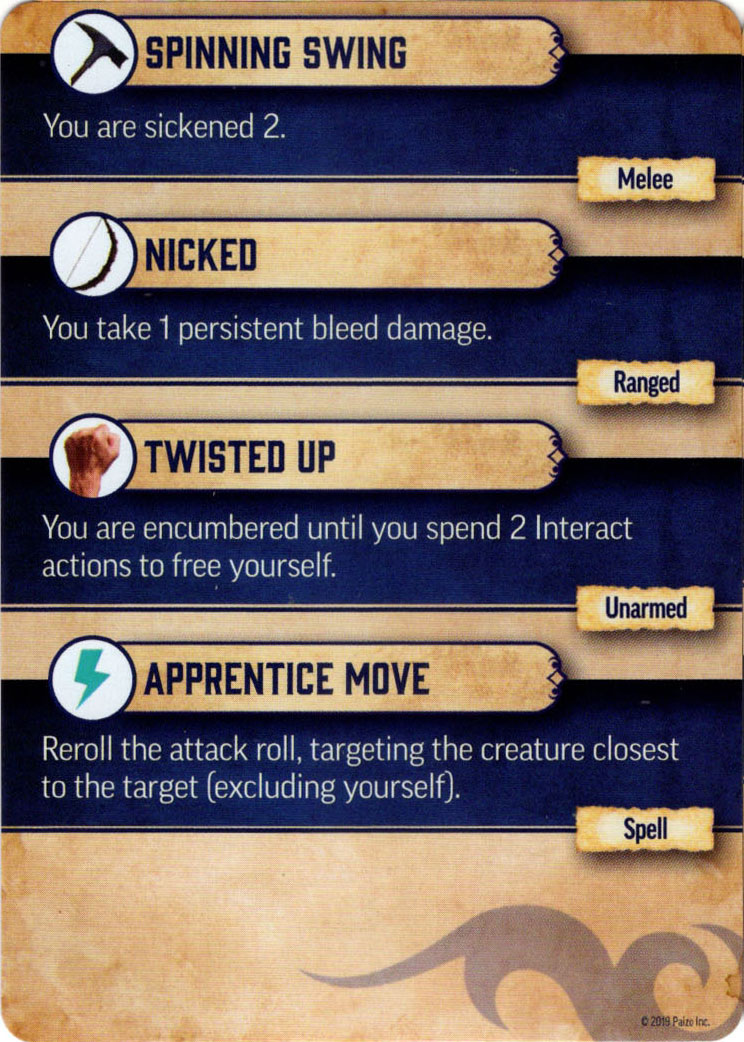 SPINNING SWING
You are sickened 2.
Melee
NICKED
You take 1 persistent bleed damage.
Ranged
TWISTED UP
You are encumbered until you spend 2 Interact
actions to free yourself.
Unarmed
APPRENTICE MOVE
Reroll the attack roll, targeting the creature closest
to the target (excluding yourself).
Spell
© 2019 Paizo Inc.